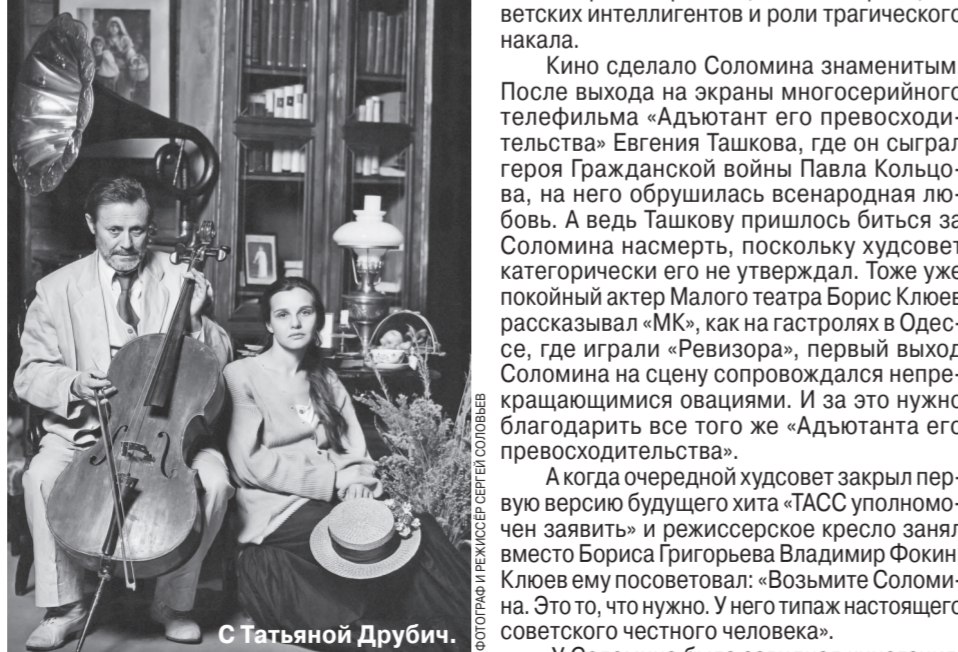 ветских интеллигентов и роли трагического
накала.
Кино сделало Соломина знаменитым
После выхода на экраны многосерийного
телефильма «Адъютант его превосходи-
тельства» Евгения Ташкова, где он сыграл
героя Гражданской войны Павла Кольцо-
ва, на него обрушилась всенародная лю-
бовь. А ведь Ташкову пришлось биться за
Соломина насмерть, поскольку худсовет
категорически его не утверждал. Тоже уже
покойный актер Малого театра Борис Клюев
рассказывал «МК», как на гастролях в Одес-
се, где играли «Ревизора», первый выход
Соломина на сцену сопровождался непре-
кращающимися овациями. И за это нужно
благодарить все того же «Адъютанта его
превосходительства».
А когда очередной худсовет закрыл пер-
вую версию будущего хита «ТАСС уполномо-
чен заявить» и режиссерское кресло занял
вместо Бориса Григорьева Владимир Фокин
Клюев ему посоветовал: «Возьмите Соломи-
на. Это то, что нужно. У него типаж настоящего
советского честного человека».
С Татьяной Друбич.
ФОТОГРАФ И РЕЖИССЕР СЕРГЕЙ СОЛОВЬЕВ